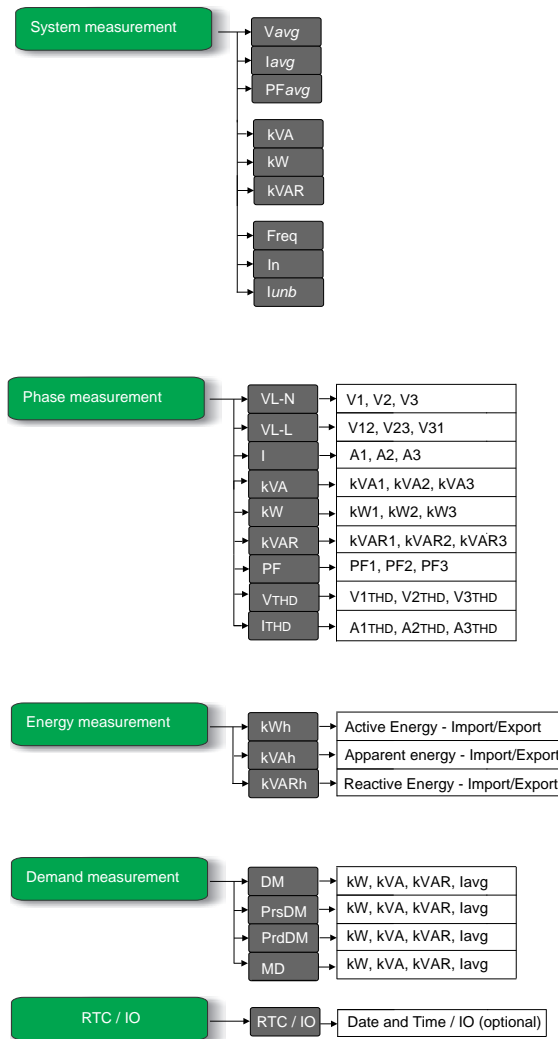 System measurement
Vavg
Iavg
PFavg
kVA
kW
kVAR
Freq
In
Iunb
Phase measurement
VL-N V1, V2, V3
VL-L V12, V23, V31
I A1, A2, A3
kVA kVA1, kVA2, kVA3
kW kW1, kW2, kW3
kVAR kVAR1, kVAR2, kVAR3
PF PF1, PF2, PF3
VTHD V1THD, V2THD, V3THD
ITHD A1THD, A2THD, A3THD
Energy measurement
kWh Active Energy - Import/Export
kVAh Apparent energy - Import/Export
kVARh Reactive Energy - Import/Export
Demand measurement
DM kW, kVA, kVAR, Iavg
PrsDM kW, kVA, kVAR, Iavg
PrdDM kW, kVA, kVAR, Iavg
MD kW, kVA, kVAR, Iavg
RTC / IO RTC / IO Date and Time / IO (optional)